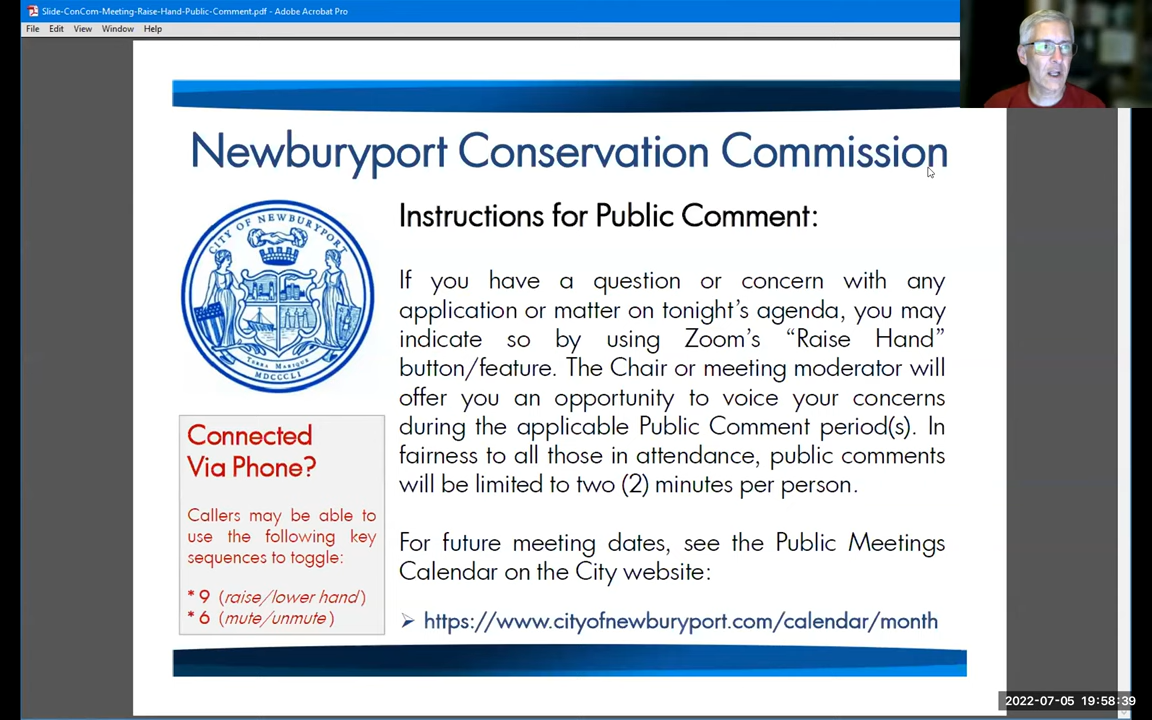 Slide-ConCom-Meeting-Raise-Hand-Public-Comment.pdf - Adobe Acrobat Pro
File Edit View Window Help
Newburyport Conservation Commission
CITY OF NEWBURYPORT
TERRA MARIQUE
MDCCCLI
Instructions for Public Comment:
If you have a question or concern with any
application or matter on tonight's agenda, you may
indicate so by using Zoom's “Raise Hand”
button/feature. The Chair or meeting moderator will
offer you an opportunity to voice your concerns
during the applicable Public Comment period(s). In
fairness to all those in attendance, public comments
will be limited to two (2) minutes per person.
For future meeting dates, see the Public Meetings
Calendar on the City website:
➢ https://www.cityofnewburyport.com/calendar/month
Connected
Via Phone?
Callers may be able to
use the following key
sequences to toggle:
* 9 (raise/lower hand)
* 6 (mute/unmute)
2022-07-05 19:58:39